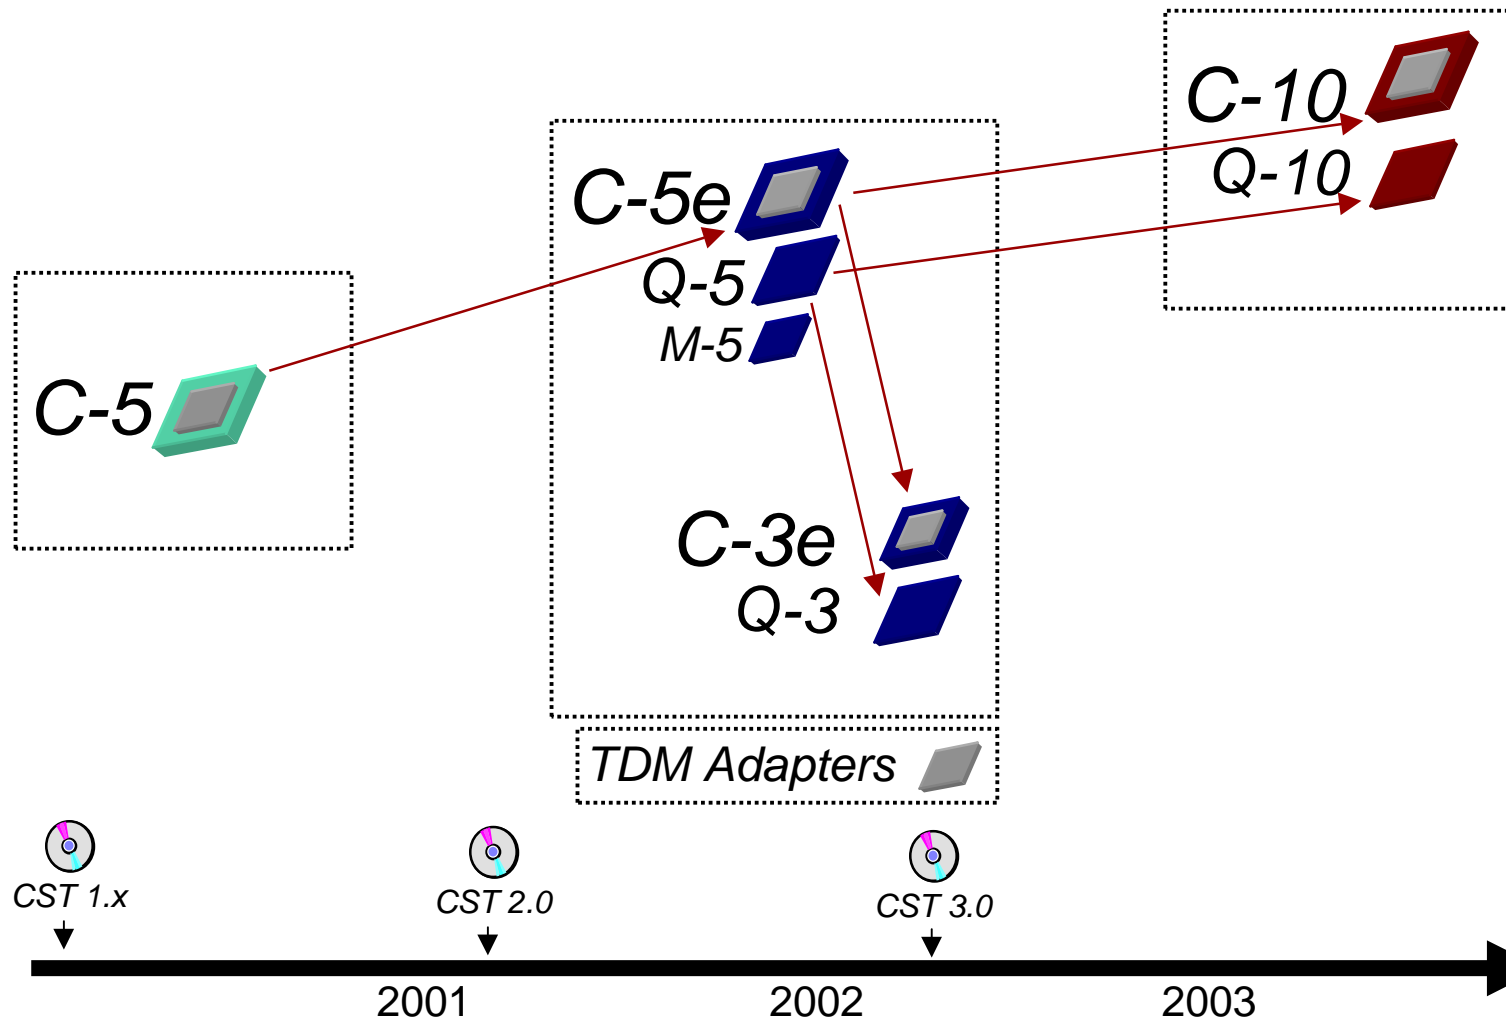 C-10
Q-10
C-5e
Q-5
M-5
C-5
C-3e
Q-3
TDM Adapters
CST 1.x
CST 2.0
CST 3.0
2001
2002
2003